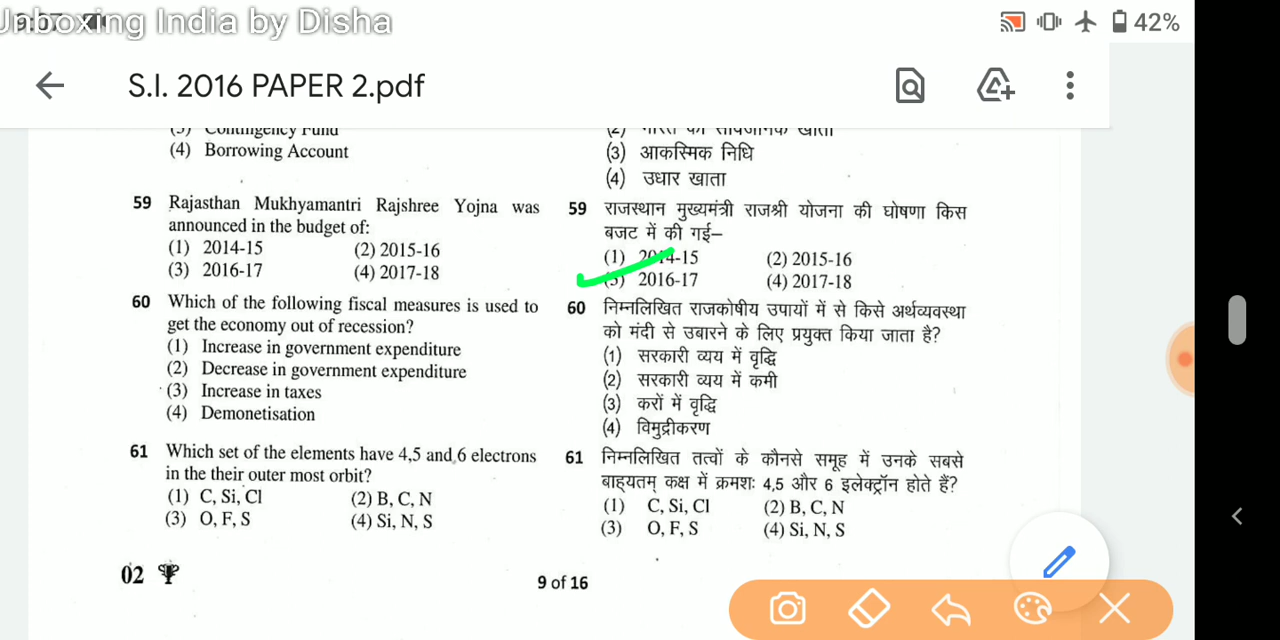 Unboxing India by Disha
42%
S.I. 2016 PAPER 2.pdf
(3) Contingency Fund
(4) Borrowing Account
59 Rajasthan Mukhyamantri Rajshree Yojna was
announced in the budget of:
(1) 2014-15 (2) 2015-16
(3) 2016-17 (4) 2017-18
60 Which of the following fiscal measures is used to
get the economy out of recession?
(1) Increase in government expenditure
(2) Decrease in government expenditure
(3) Increase in taxes
(4) Demonetisation
61 Which set of the elements have 4,5 and 6 electrons
in the their outer most orbit?
(1) C, Si, Cl (2) B, C, N
(3) O, F, S (4) Si, N, S
(2) भारत का सार्वजनिक खाता
(3) आकस्मिक निधि
(4) उधार खाता
59 राजस्थान मुख्यमंत्री राजश्री योजना की घोषणा किस
बजट में की गई–
(1) 2014-15 (2) 2015-16
(3) 2016-17 (4) 2017-18
60 निम्नलिखित राजकोषीय उपायों में से किसे अर्थव्यवस्था
को मंदी से उबारने के लिए प्रयुक्त किया जाता है?
(1) सरकारी व्यय में वृद्धि
(2) सरकारी व्यय में कमी
(3) करों में वृद्धि
(4) विमुद्रीकरण
61 निम्नलिखित तत्वों के कौनसे समूह में उनके सबसे
बाह्यतम् कक्ष में क्रमशः 4,5 और 6 इलेक्ट्रॉन होते हैं?
(1) C, Si, Cl (2) B, C, N
(3) O, F, S (4) Si, N, S
02
9 of 16